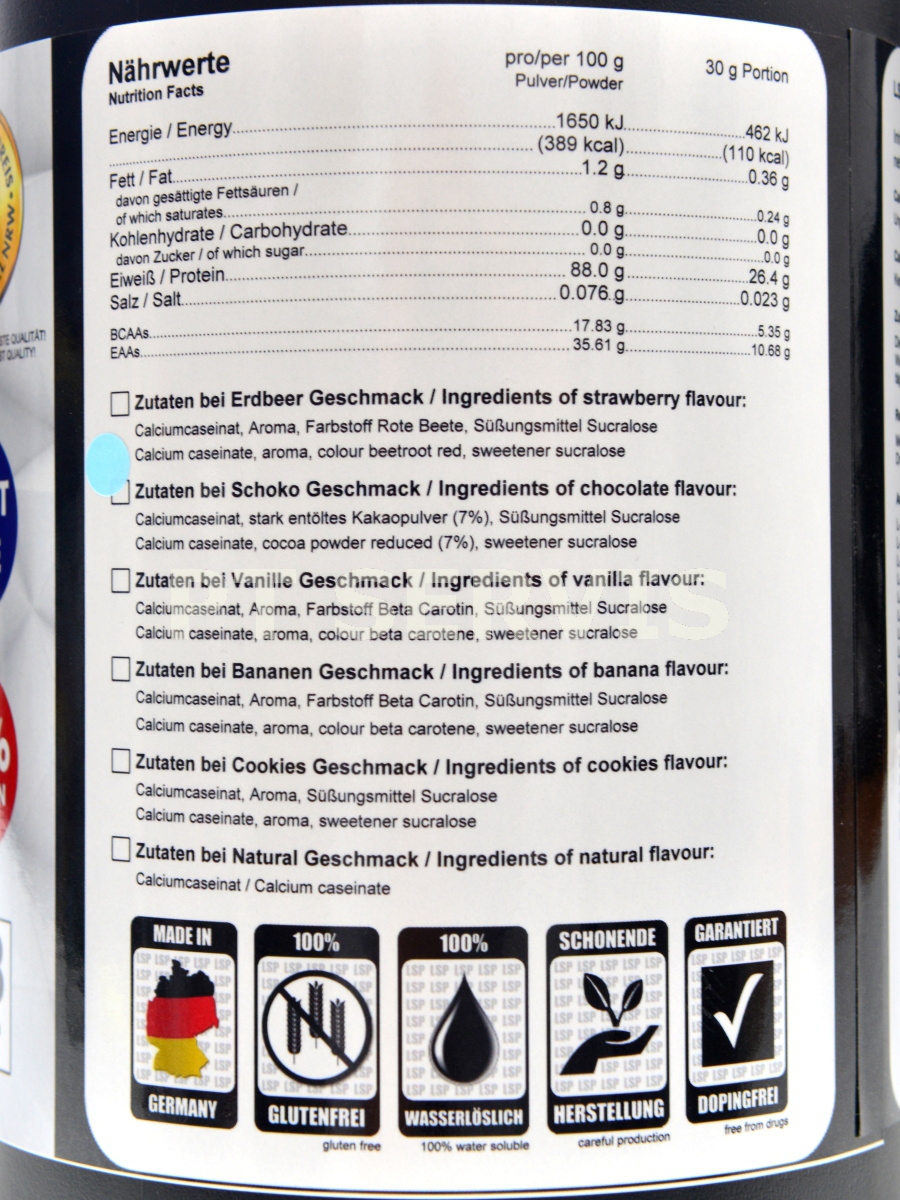 Nährwerte pro/per 100 g 30 g Portion
Nutrition Facts Pulver/Powder
Energie / Energy 1650 kJ 462 kJ
(389 kcal) (110 kcal)
Fett / Fat 1.2 g 0.36 g
davon gesättigte Fettsäuren /
of which saturates 0.8 g 0.24 g
Kohlenhydrate / Carbohydrate 0.0 g 0.0 g
davon Zucker / of which sugar 0.0 g 0.0 g
Eiweiß / Protein 88.0 g 26.4 g
Salz / Salt 0.076 g 0.023 g
BCAAs 17.83 g 5.35 g
EAAs 35.61 g 10.68 g
Zutaten bei Erdbeer Geschmack / Ingredients of strawberry flavour:
Calciumcaseinat, Aroma, Farbstoff Rote Beete, Süßungsmittel Sucralose
Calcium caseinate, aroma, colour beetroot red, sweetener sucralose
Zutaten bei Schoko Geschmack / Ingredients of chocolate flavour:
Calciumcaseinat, stark entöltes Kakaopulver (7%), Süßungsmittel Sucralose
Calcium caseinate, cocoa powder reduced (7%), sweetener sucralose
Zutaten bei Vanille Geschmack / Ingredients of vanilla flavour:
Calciumcaseinat, Aroma, Farbstoff Beta Carotin, Süßungsmittel Sucralose
Calcium caseinate, aroma, colour beta carotene, sweetener sucralose
PT SERVIS
Zutaten bei Bananen Geschmack / Ingredients of banana flavour:
Calciumcaseinat, Aroma, Farbstoff Beta Carotin, Süßungsmittel Sucralose
Calcium caseinate, aroma, colour beta carotene, sweetener sucralose
Zutaten bei Cookies Geschmack / Ingredients of cookies flavour:
Calciumcaseinat, Aroma, Süßungsmittel Sucralose
Calcium caseinate, aroma, sweetener sucralose
Zutaten bei Natural Geschmack / Ingredients of natural flavour:
Calciumcaseinat / Calcium caseinate
MADE IN 100% 100% SCHONENDE GARANTIERT
GERMANY GLUTENFREI WASSERLÖSLICH HERSTELLUNG DOPINGFREI
gluten free 100% water soluble careful production free from drugs